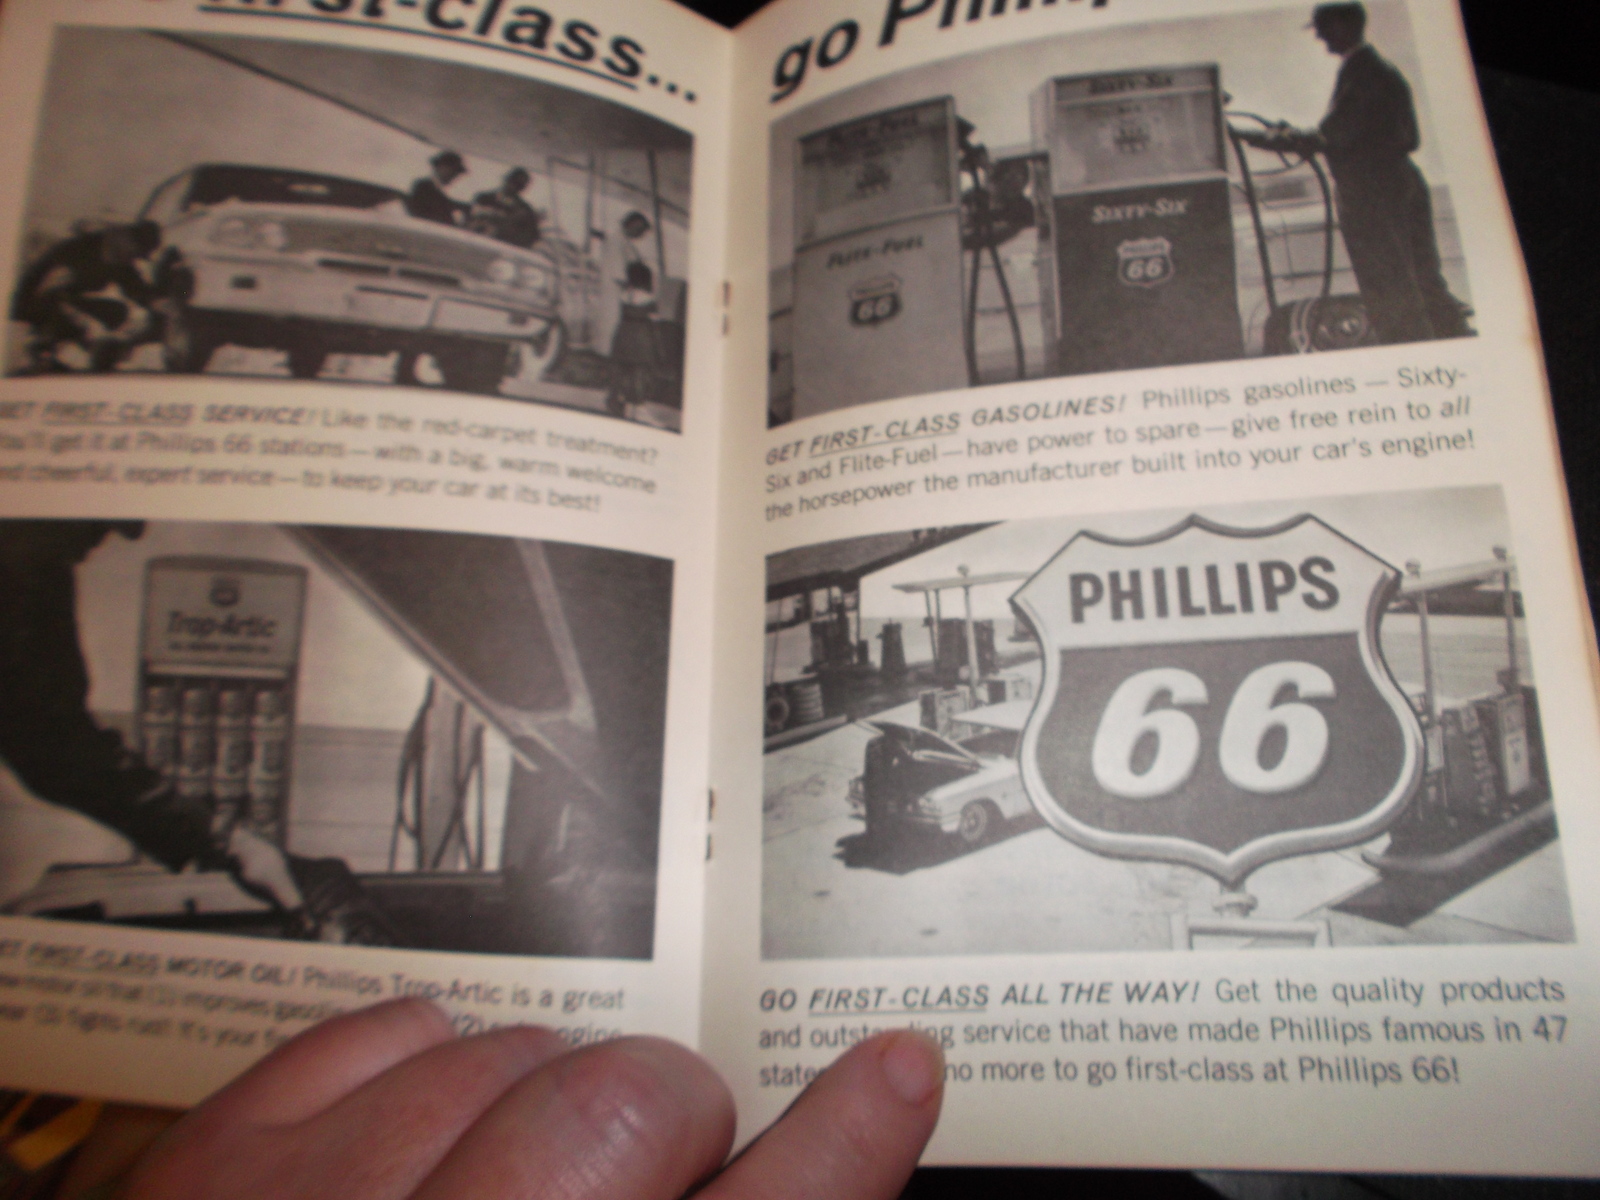 first-class...
GET FIRST-CLASS SERVICE! Like the red-carpet treatment?
You'll get it at Phillips 66 stations—with a big, warm welcome
and cheerful, expert service—to keep your car at its best!
Trop-Artic
GET FIRST-CLASS MOTOR OIL! Phillips Trop-Artic is a great
(2)
go
FLITE-FUEL
FLITE-FUEL
66
SIXTY-SIX
SIXTY-SIX
PHILLIPS
66
GET FIRST-CLASS GASOLINES! Phillips gasolines — Sixty-
Six and Flite-Fuel—have power to spare—give free rein to all
the horsepower the manufacturer built into your car's engine!
PHILLIPS
66
GO FIRST-CLASS ALL THE WAY! Get the quality products
and outstanding service that have made Phillips famous in 47
no more to go first-class at Phillips 66!